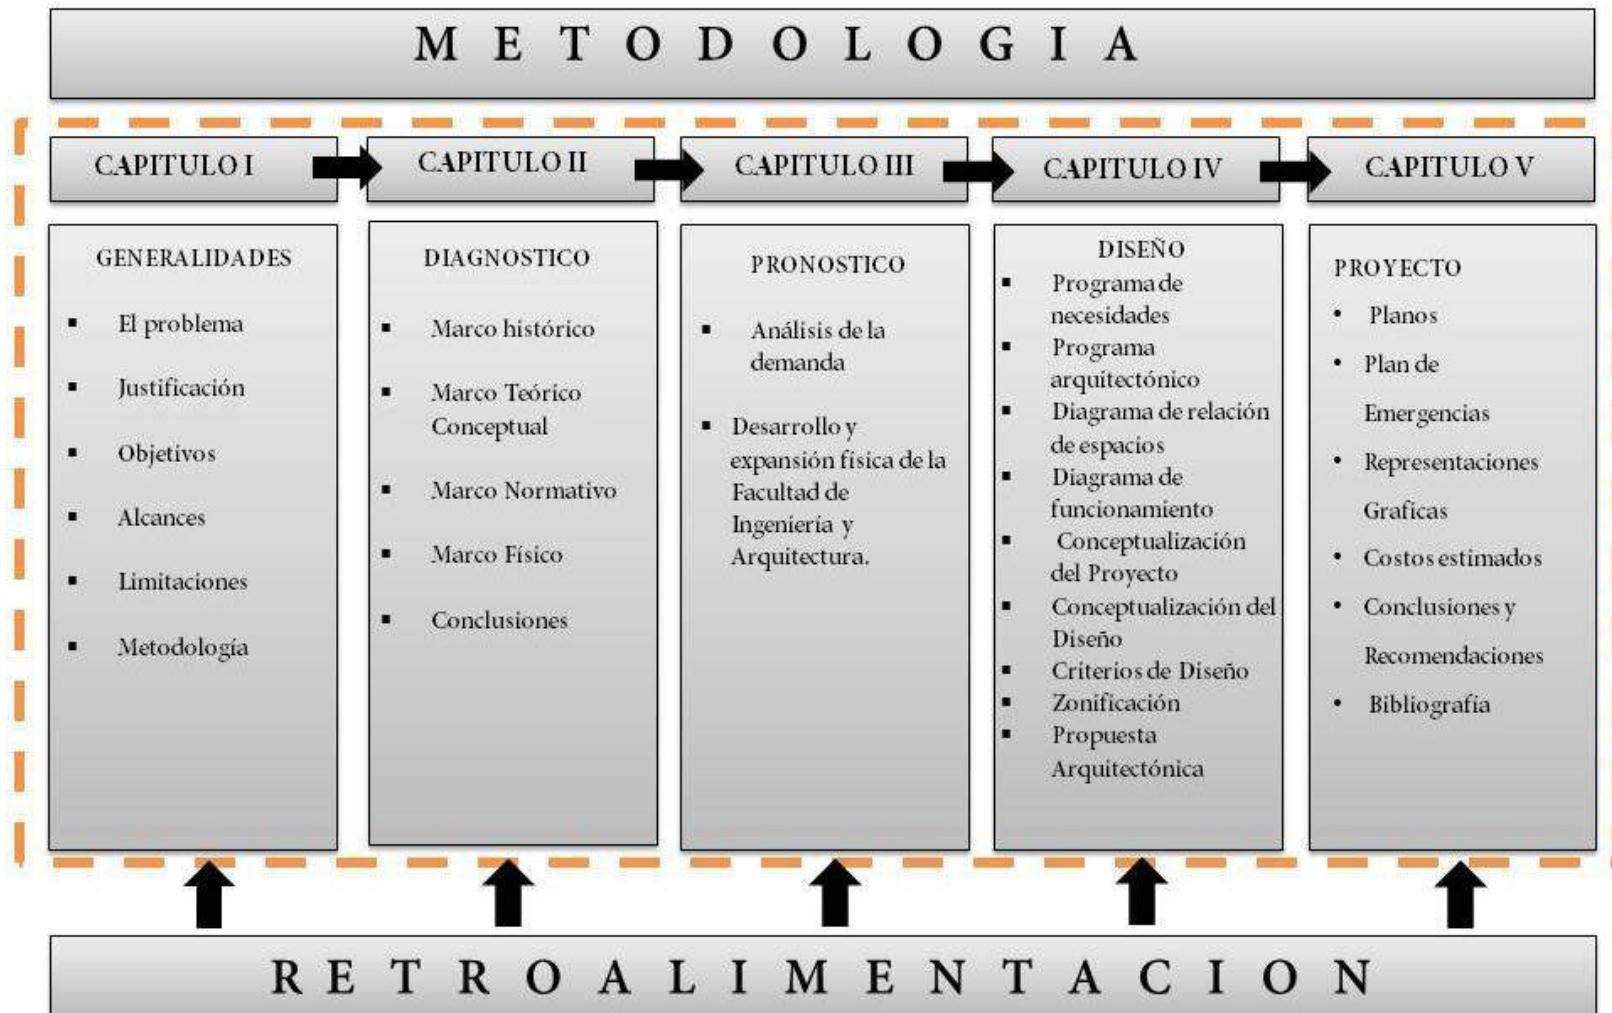 METODOLOGIA
CAPITULO I
CAPITULO II
CAPITULO III
CAPITULO IV
CAPITULO V
GENERALIDADES
▪ El problema
▪ Justificación
▪ Objetivos
▪ Alcances
▪ Limitaciones
▪ Metodología
DIAGNOSTICO
▪ Marco histórico
▪ Marco Teórico
Conceptual
▪ Marco Normativo
▪ Marco Físico
▪ Conclusiones
PRONOSTICO
▪ Análisis de la
demanda
▪ Desarrollo y
expansión física de la
Facultad de
Ingeniería y
Arquitectura.
DISEÑO
▪ Programa de
necesidades
▪ Programa
arquitectónico
▪ Diagrama de relación
de espacios
▪ Diagrama de
funcionamiento
▪ Conceptualización
del Proyecto
▪ Conceptualización del
Diseño
▪ Criterios de Diseño
▪ Zonificación
▪ Propuesta
Arquitectónica
PROYECTO
• Planos
• Plan de
Emergencias
• Representaciones
Graficas
• Costos estimados
• Conclusiones y
Recomendaciones
• Bibliografía
RETROALIMENTACION